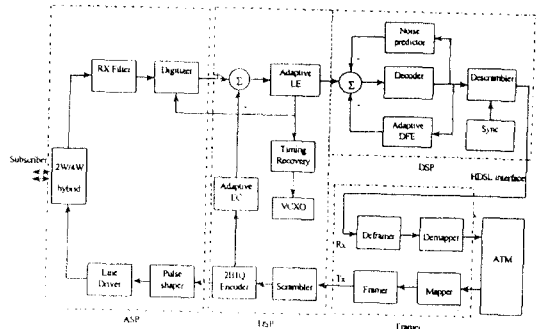 Noise
predictor
RX Filter
Digitizer
Σ
Adaptive
LE
Σ
Decoder
Descrambler
Adaptive
DFE
Sync
Timing
Recovery
Subscriber
2W/4W
hybrid
DSP
HDSL interface
Adaptive
EC
VCXO
Rx
Deframer
Demapper
ATM
Line
Driver
Pulse
shaper
2B1Q
Encoder
Scrambler
Tx
Framer
Mapper
ASP
DSP
Framer